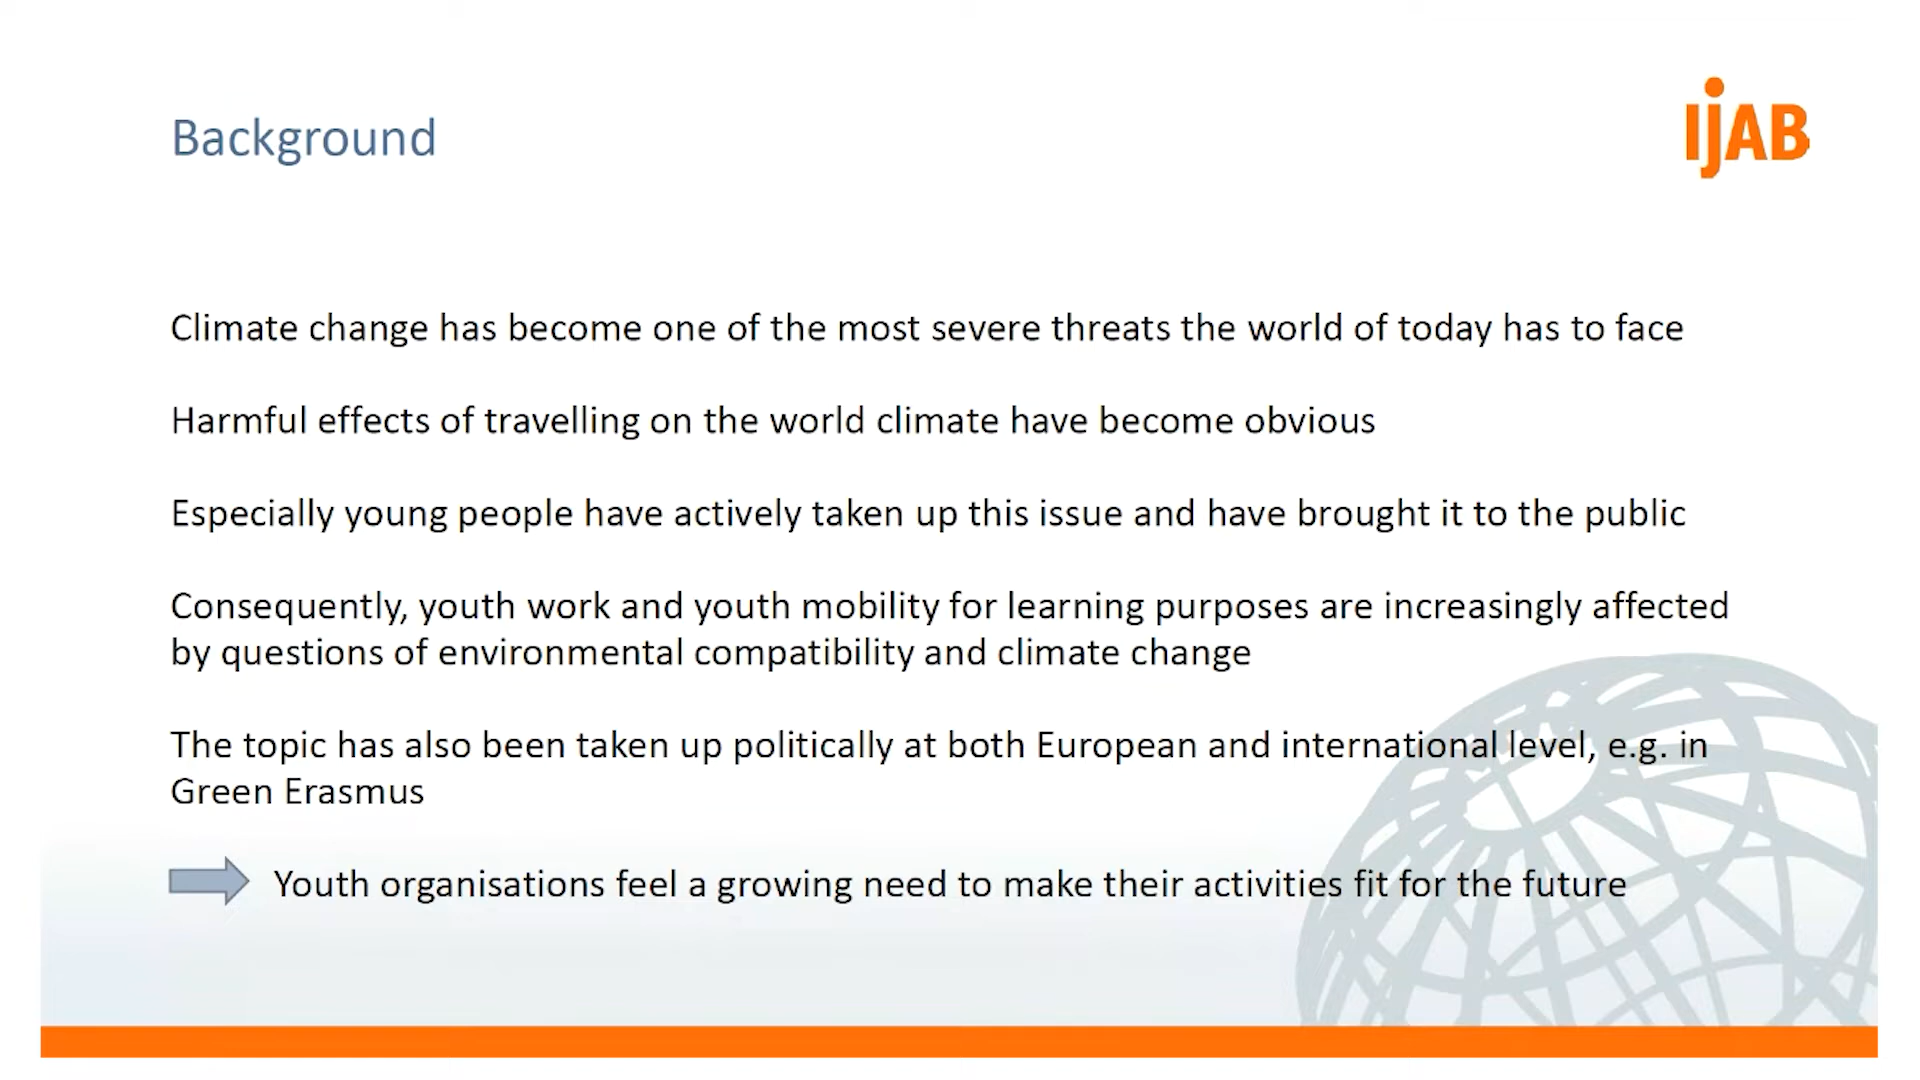 Background
IJAB
Climate change has become one of the most severe threats the world of today has to face
Harmful effects of travelling on the world climate have become obvious
Especially young people have actively taken up this issue and have brought it to the public
Consequently, youth work and youth mobility for learning purposes are increasingly affected
by questions of environmental compatibility and climate change
The topic has also been taken up politically at both European and international level, e.g. in
Green Erasmus
Youth organisations feel a growing need to make their activities fit for the future